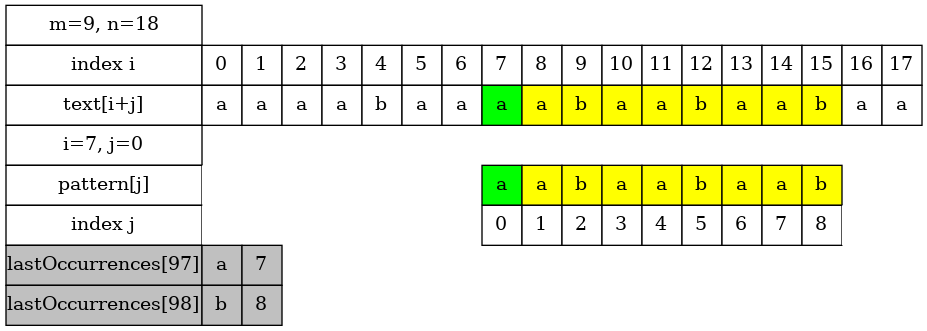 m=9, n=18
index i 0 1 2 3 4 5 6 7 8 9 10 11 12 13 14 15 16 17
text[i+j] a a a a b a a a a b a a b a a b a a
i=7, j=0
pattern[j] a a b a a b a a b
index j 0 1 2 3 4 5 6 7 8
lastOccurrences[97] a 7
lastOccurrences[98] b 8